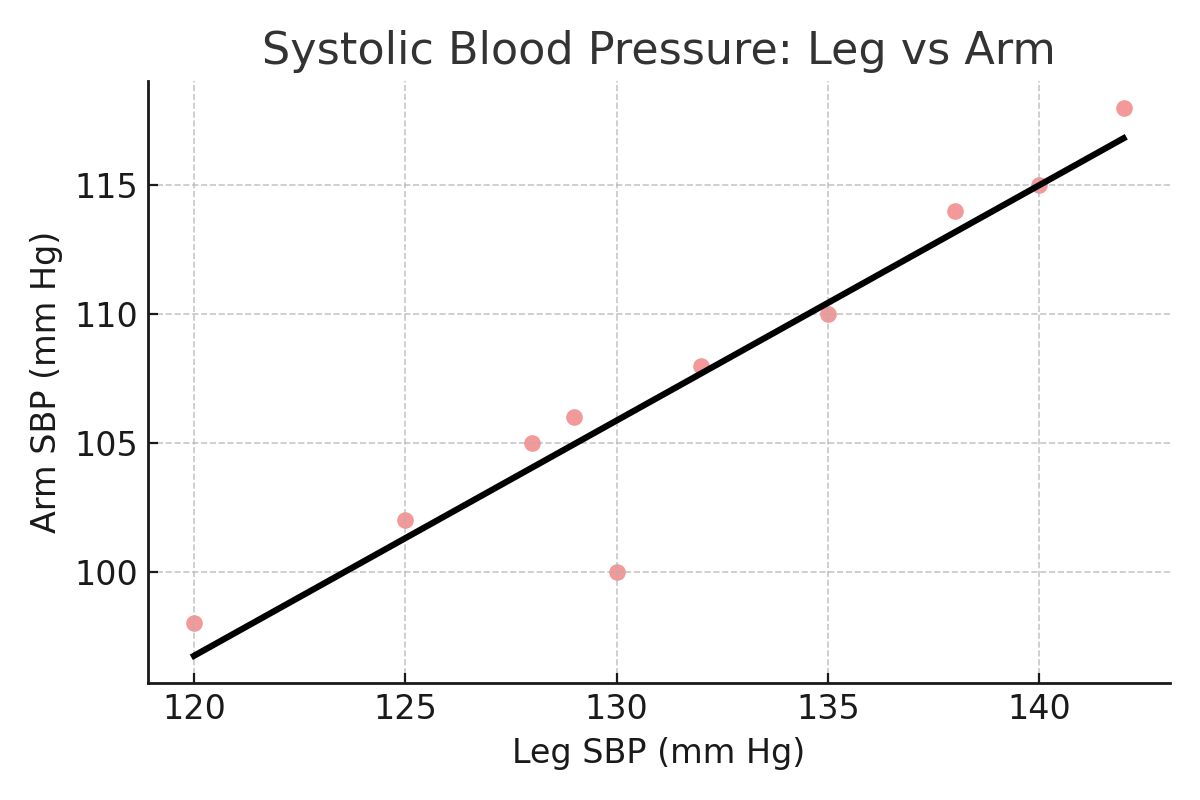 Systolic Blood Pressure: Leg vs Arm
Arm SBP (mm Hg)
115
110
105
100
120 125 130 135 140
Leg SBP (mm Hg)